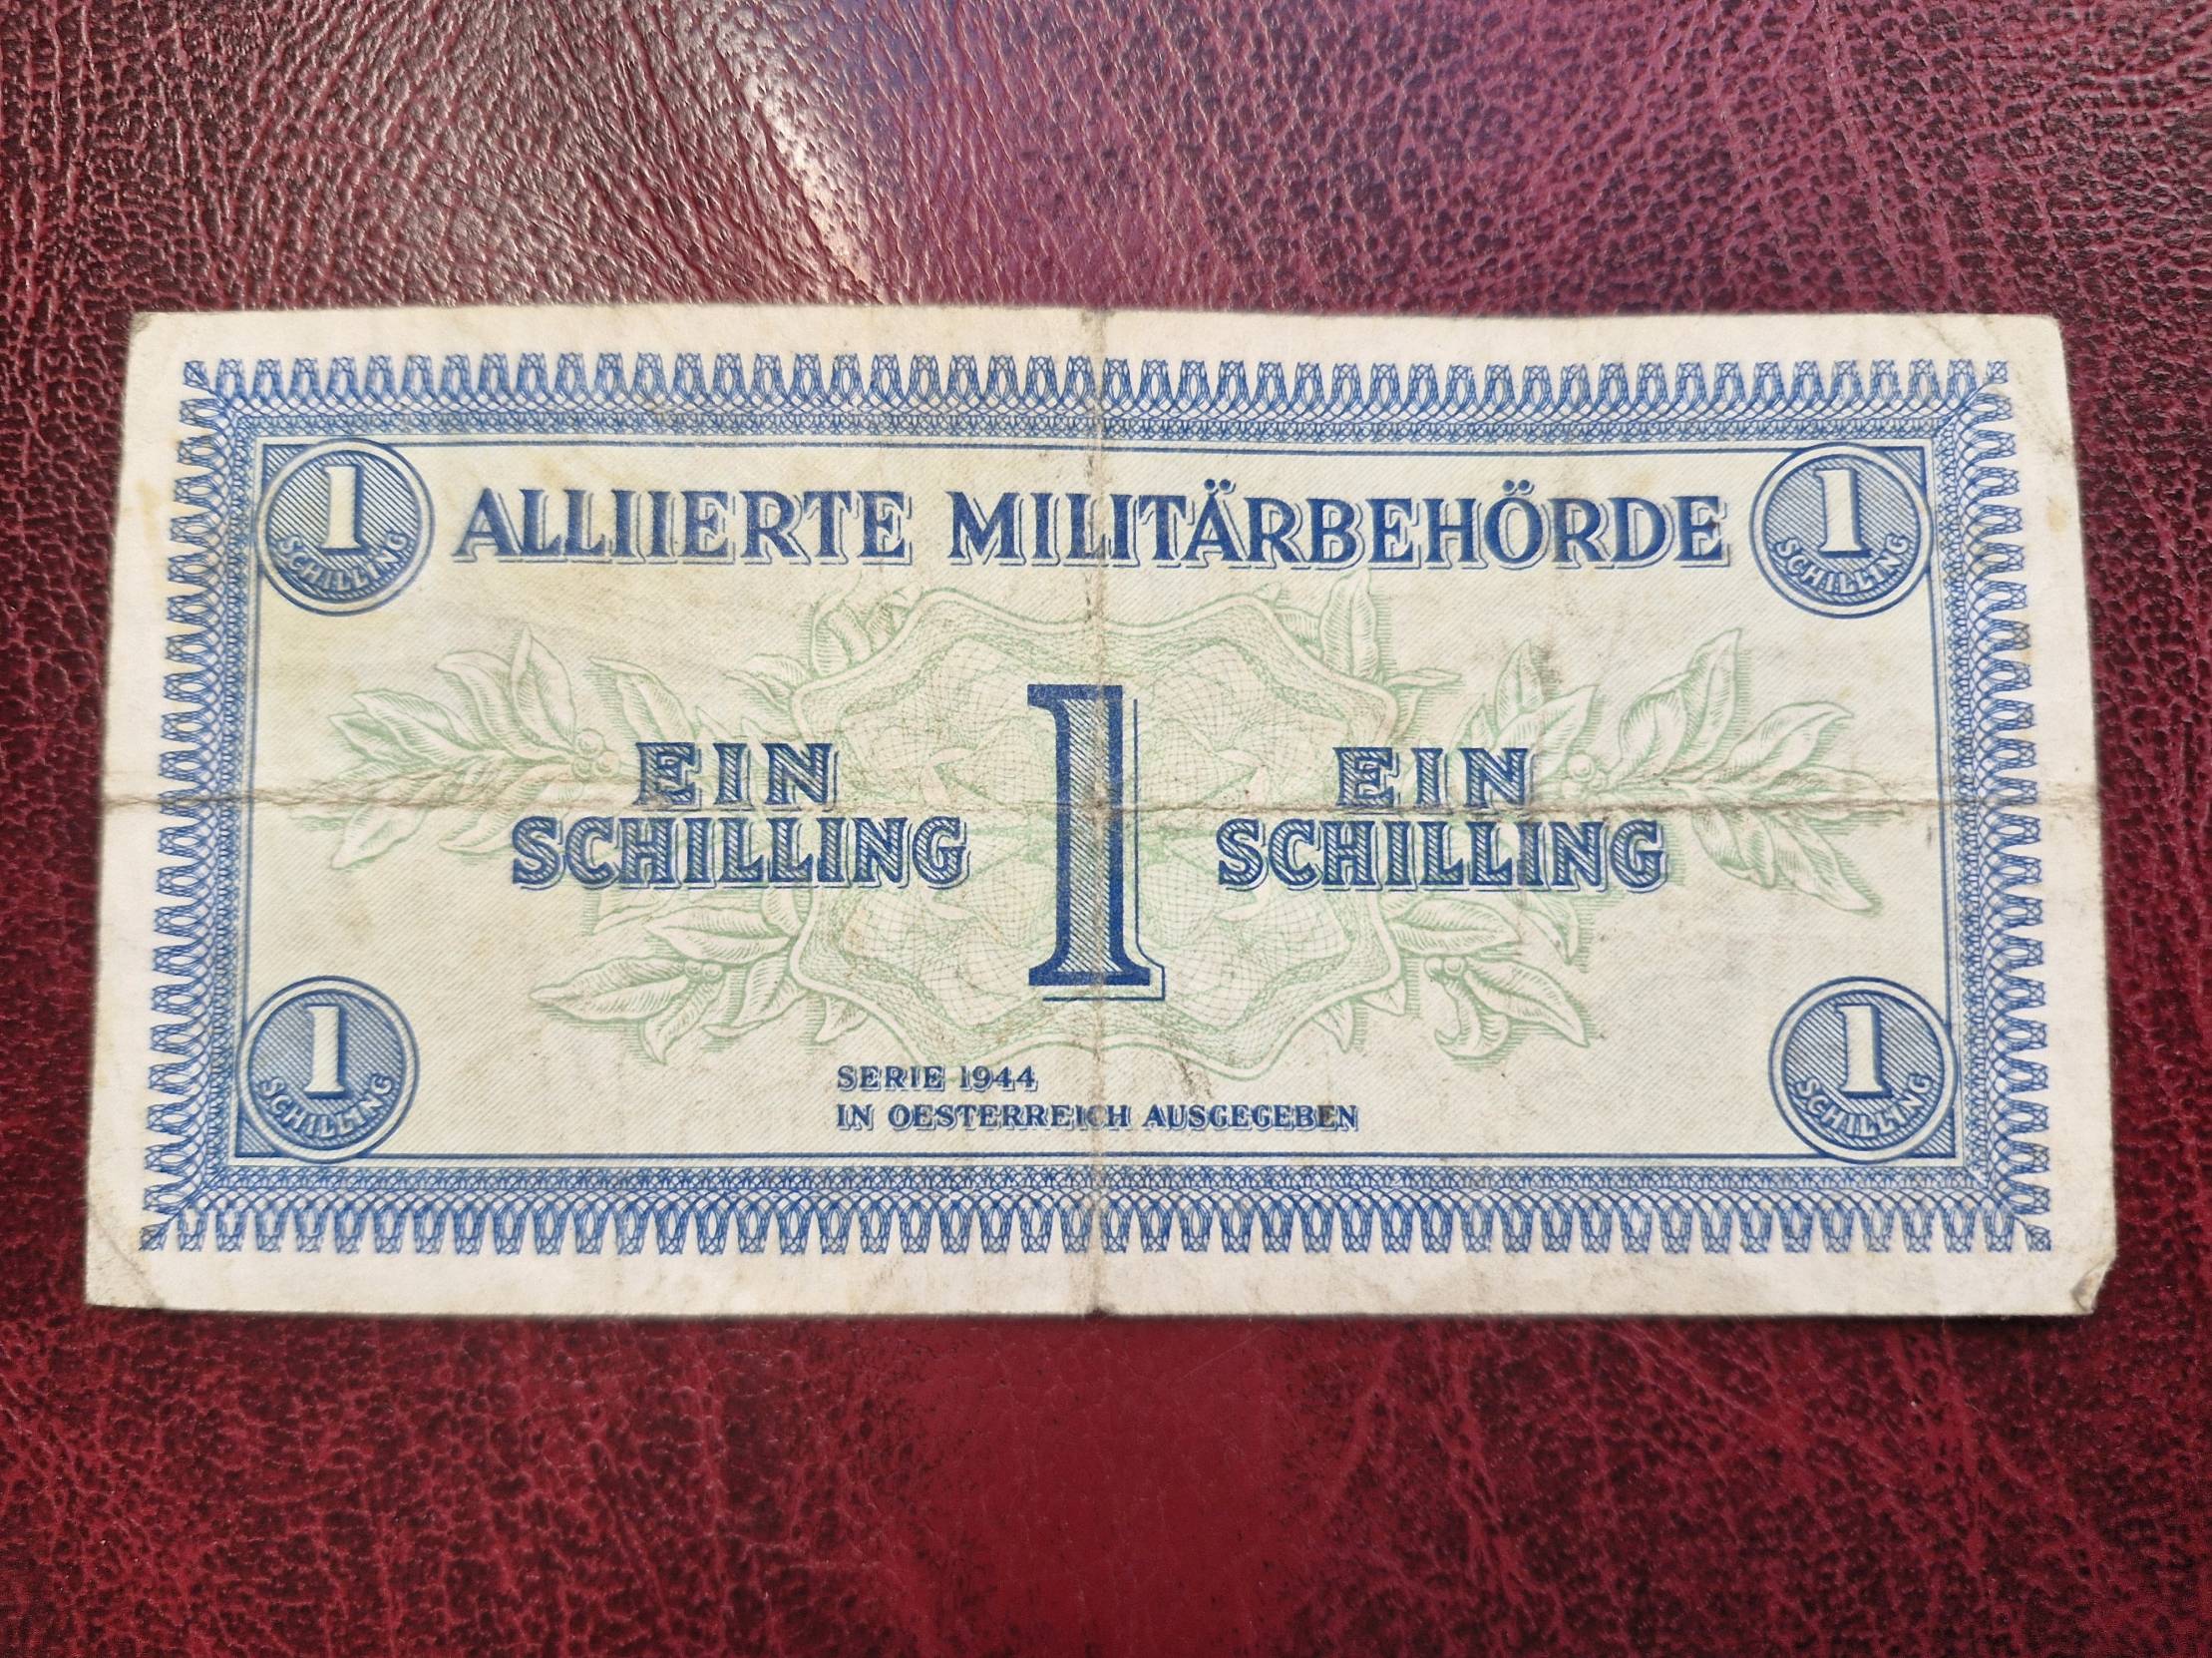 1 SCHILLING
ALLIIERTE MILITÄRBEHÖRDE
1 SCHILLING
EIN
SCHILLING
1
EIN
SCHILLING
SERIE 1944
IN OESTERREICH AUSGEGEBEN
1 SCHILLING
1 SCHILLING